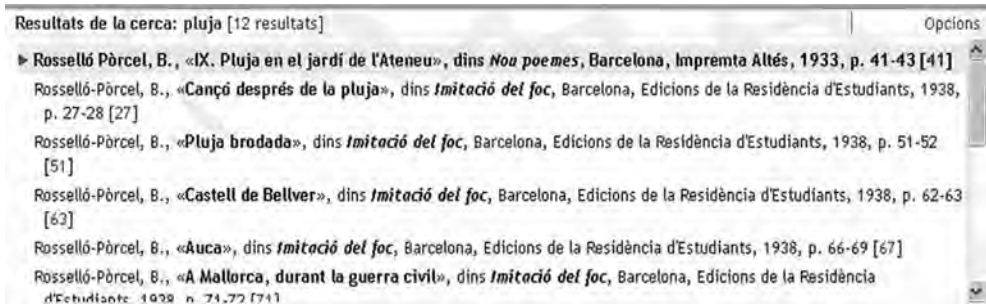 Resultats de la cerca: pluja [12 resultats]
Opcions
Rosselló Pòrcel, B., «IX. Pluja en el jardí de l'Ateneu», dins Nou poemes, Barcelona, Impremta Altés, 1933, p. 41-43 [41]
Rosselló-Pòrcel, B., «Cançó després de la pluja», dins Imitació del foc, Barcelona, Edicions de la Residència d'Estudiants, 1938,
p. 27-28 [27]
Rosselló-Pòrcel, B., «Pluja brodada», dins Imitació del foc, Barcelona, Edicions de la Residència d'Estudiants, 1938, p. 51-52
[51]
Rosselló-Pòrcel, B., «Castell de Bellver», dins Imitació del foc, Barcelona, Edicions de la Residència d'Estudiants, 1938, p. 62-63
[63]
Rosselló-Pòrcel, B., «Auca», dins Imitació del foc, Barcelona, Edicions de la Residència d'Estudiants, 1938, p. 66-69 [67]
Rosselló-Pòrcel, B., «A Mallorca, durant la guerra civil», dins Imitació del foc, Barcelona, Edicions de la Residència
d'Estudiants, 1938, p. 71-72 [71]